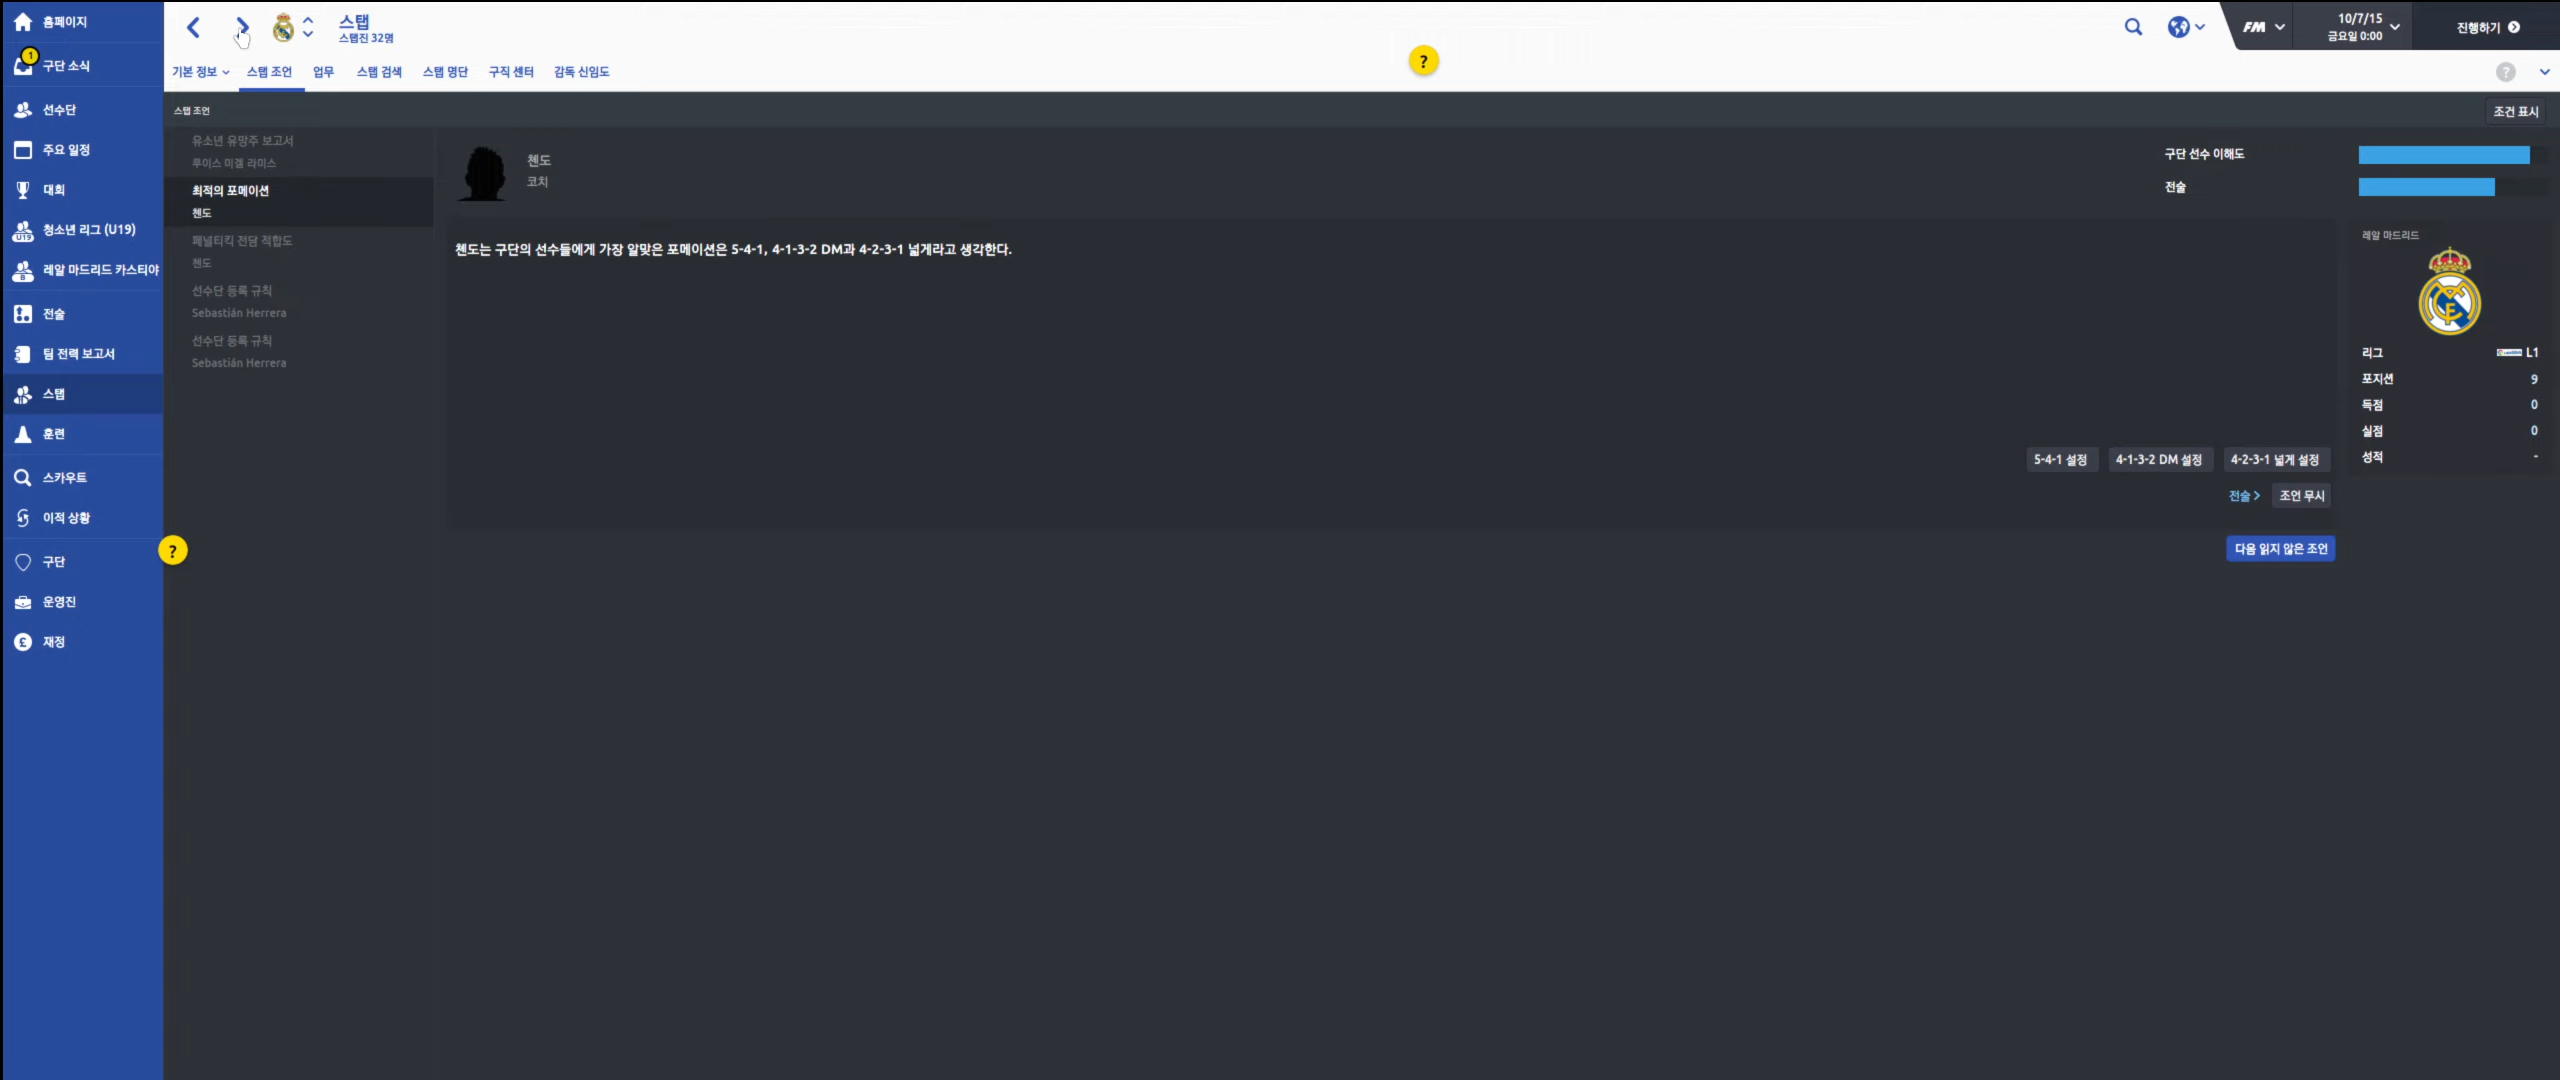 홈페이지
1
구단 소식
선수단
주요 일정
대회
U19
청소년 리그 (U19)
B
레알 마드리드 카스티야
전술
팀 전력 보고서
스탭
훈련
스카우트
이적 상황
구단
운영진
재정
스탭
스탭진 32명
기본 정보
스탭 조언
업무
스탭 검색
스탭 명단
구직 센터
감독 신임도
?
FM
10/7/15
금요일 0:00
진행하기
?
스탭 조언
조건 표시
유소년 유망주 보고서
루이스 미겔 라미스
최적의 포메이션
첸도
페널티킥 전담 적합도
첸도
선수단 등록 규칙
Sebastián Herrera
선수단 등록 규칙
Sebastián Herrera
?
첸도
코치
구단 선수 이해도
전술
첸도는 구단의 선수들에게 가장 알맞은 포메이션은 5-4-1, 4-1-3-2 DM과 4-2-3-1 넓게라고 생각한다.
5-4-1 설정
4-1-3-2 DM 설정
4-2-3-1 넓게 설정
전술 >
조언 무시
다음 읽지 않은 조언
레알 마드리드
리그
L1
포지션
9
득점
0
실점
0
성적
-